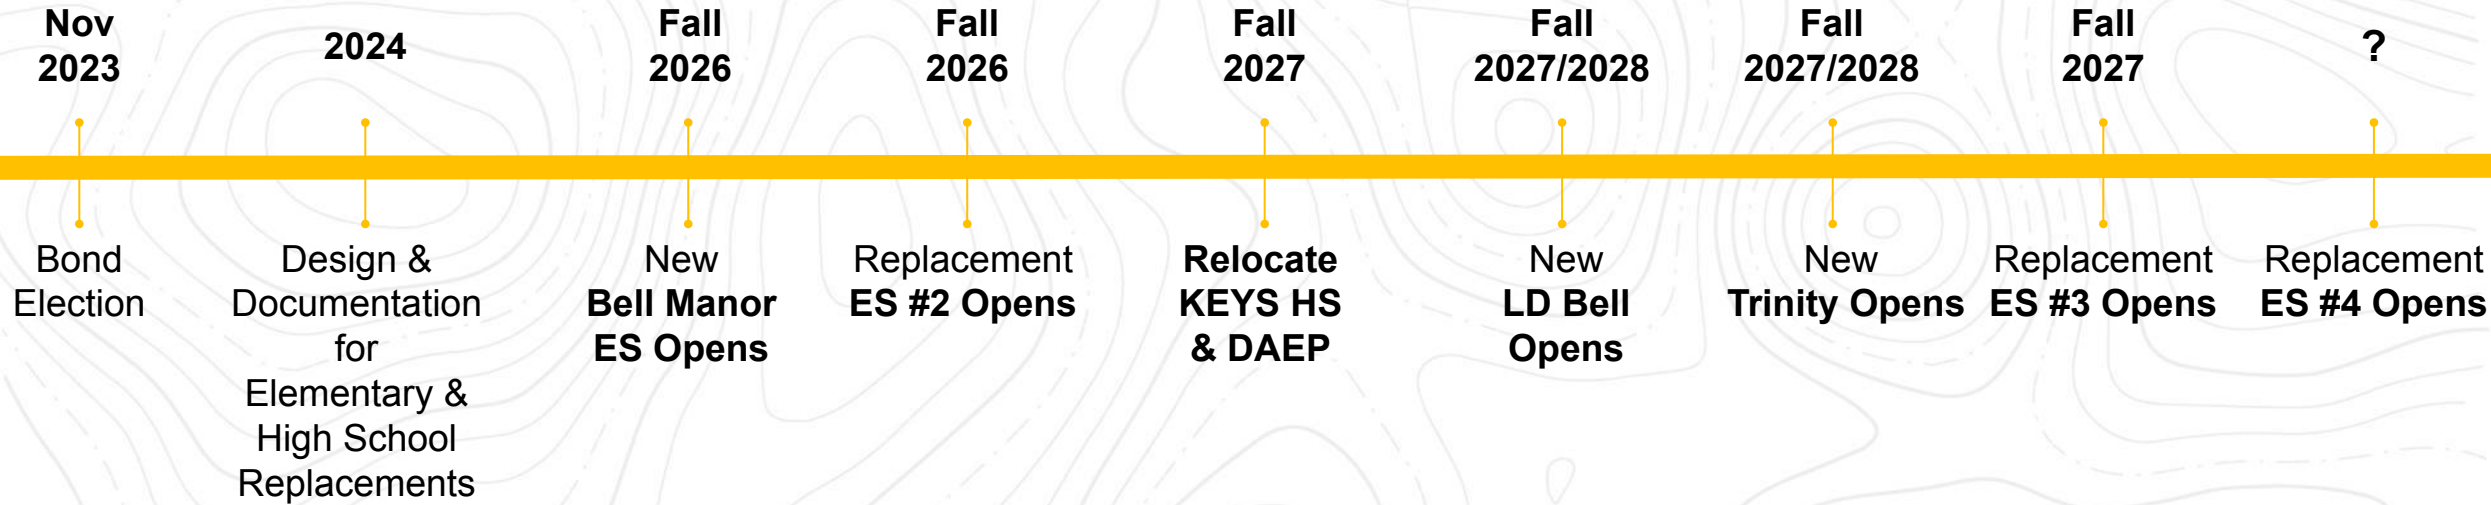 Nov
2023
2024
Fall
2026
Fall
2026
Fall
2027
Fall
2027/2028
Fall
2027/2028
Fall
2027
?
Bond
Election
Design &
Documentation
for
Elementary &
High School
Replacements
New
Bell Manor
ES Opens
Replacement
ES #2 Opens
Relocate
KEYS HS
& DAEP
New
LD Bell
Opens
New
Trinity Opens
Replacement
ES #3 Opens
Replacement
ES #4 Opens